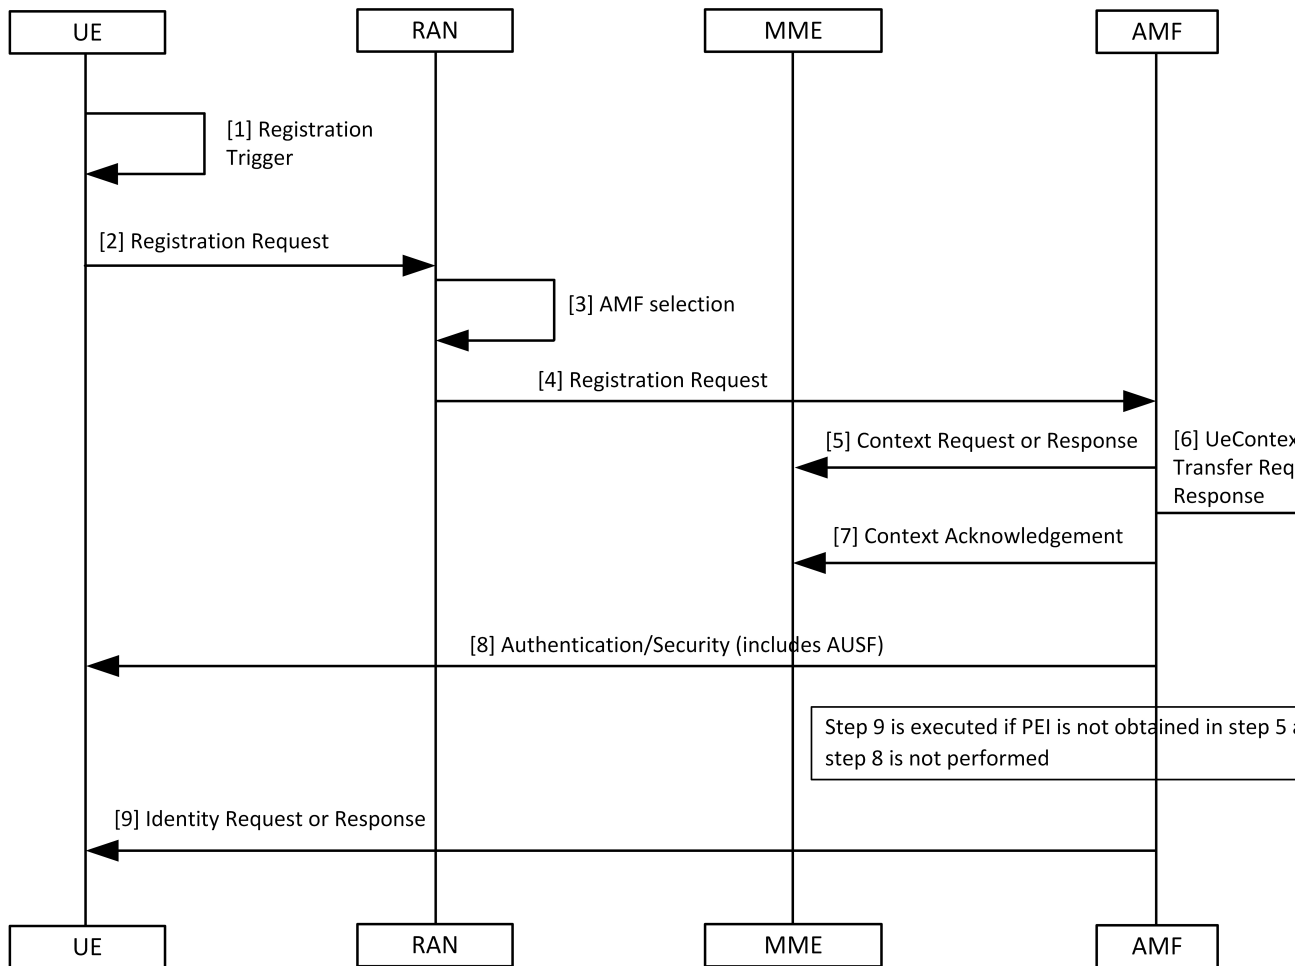 UE
RAN
MME
AMF
[1] Registration
Trigger
[2] Registration Request
[3] AMF selection
[4] Registration Request
[5] Context Request or Response
[6]
Transfer
Response
[7] Context Acknowledgement
[8] Authentication/Security (includes AUSF)
Step 9 is executed if PEI is not obtained in step 5
step 8 is not performed
[9] Identity Request or Response
UE
RAN
MME
AMF